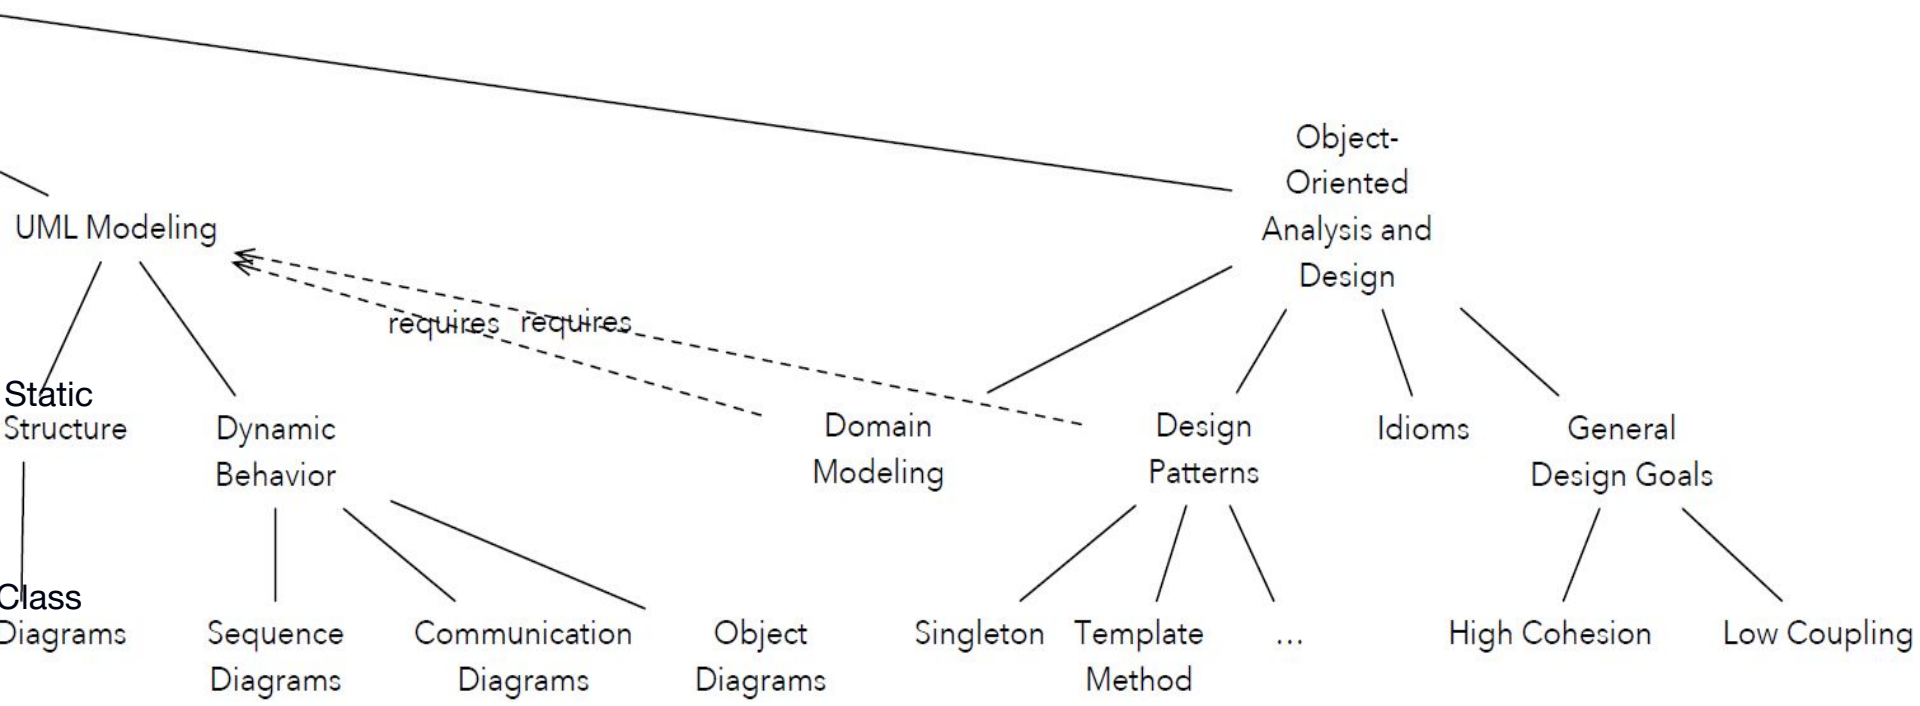 Object-
Oriented
Analysis and
Design
UML Modeling
requires requires
Static
Structure
Dynamic
Behavior
Domain
Modeling
Design
Patterns
Idioms
General
Design Goals
Class
Diagrams
Sequence
Diagrams
Communication
Diagrams
Object
Diagrams
Singleton
Template
Method
...
High Cohesion
Low Coupling